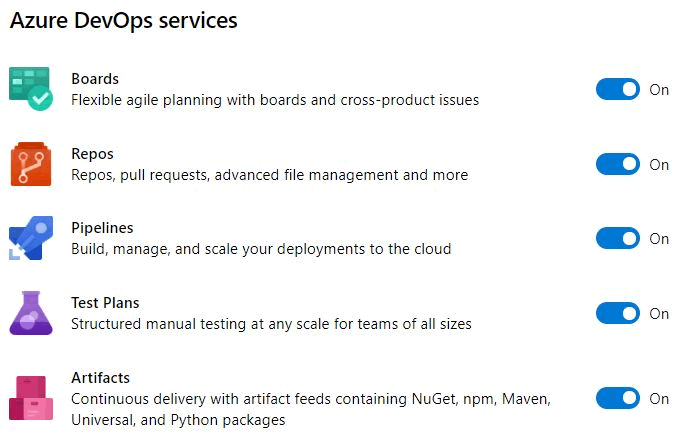 Azure DevOps services
Boards
Flexible agile planning with boards and cross-product issues
On
Repos
Repos, pull requests, advanced file management and more
On
Pipelines
Build, manage, and scale your deployments to the cloud
On
Test Plans
Structured manual testing at any scale for teams of all sizes
On
Artifacts
Continuous delivery with artifact feeds containing NuGet, npm, Maven,
Universal, and Python packages
On